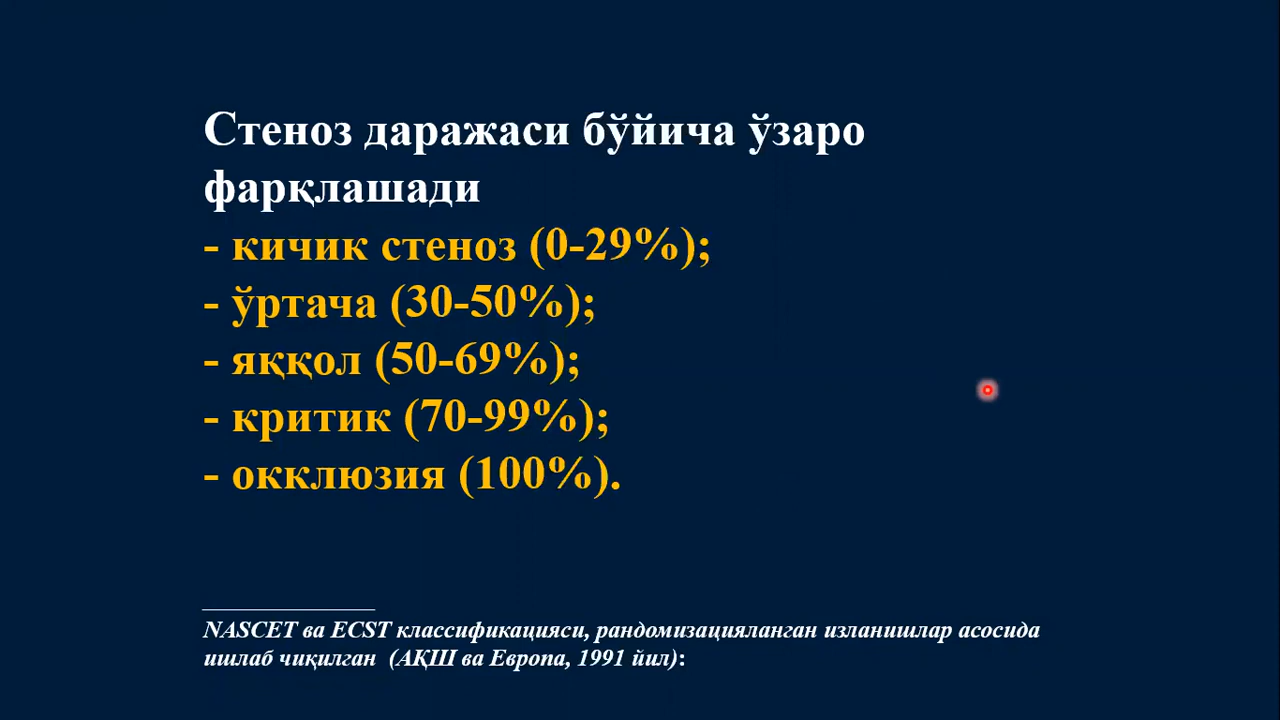 Стеноз даражаси бўйича ўзаро
фарқлашади
- кичик стеноз (0-29%);
- ўртача (30-50%);
- яққол (50-69%);
- критик (70-99%);
- окклюзия (100%).
NASCET ва ECST классификацияси, рандомизацияланган изланишлар асосида
ишлаб чиқилган (АҚШ ва Европа, 1991 йил):